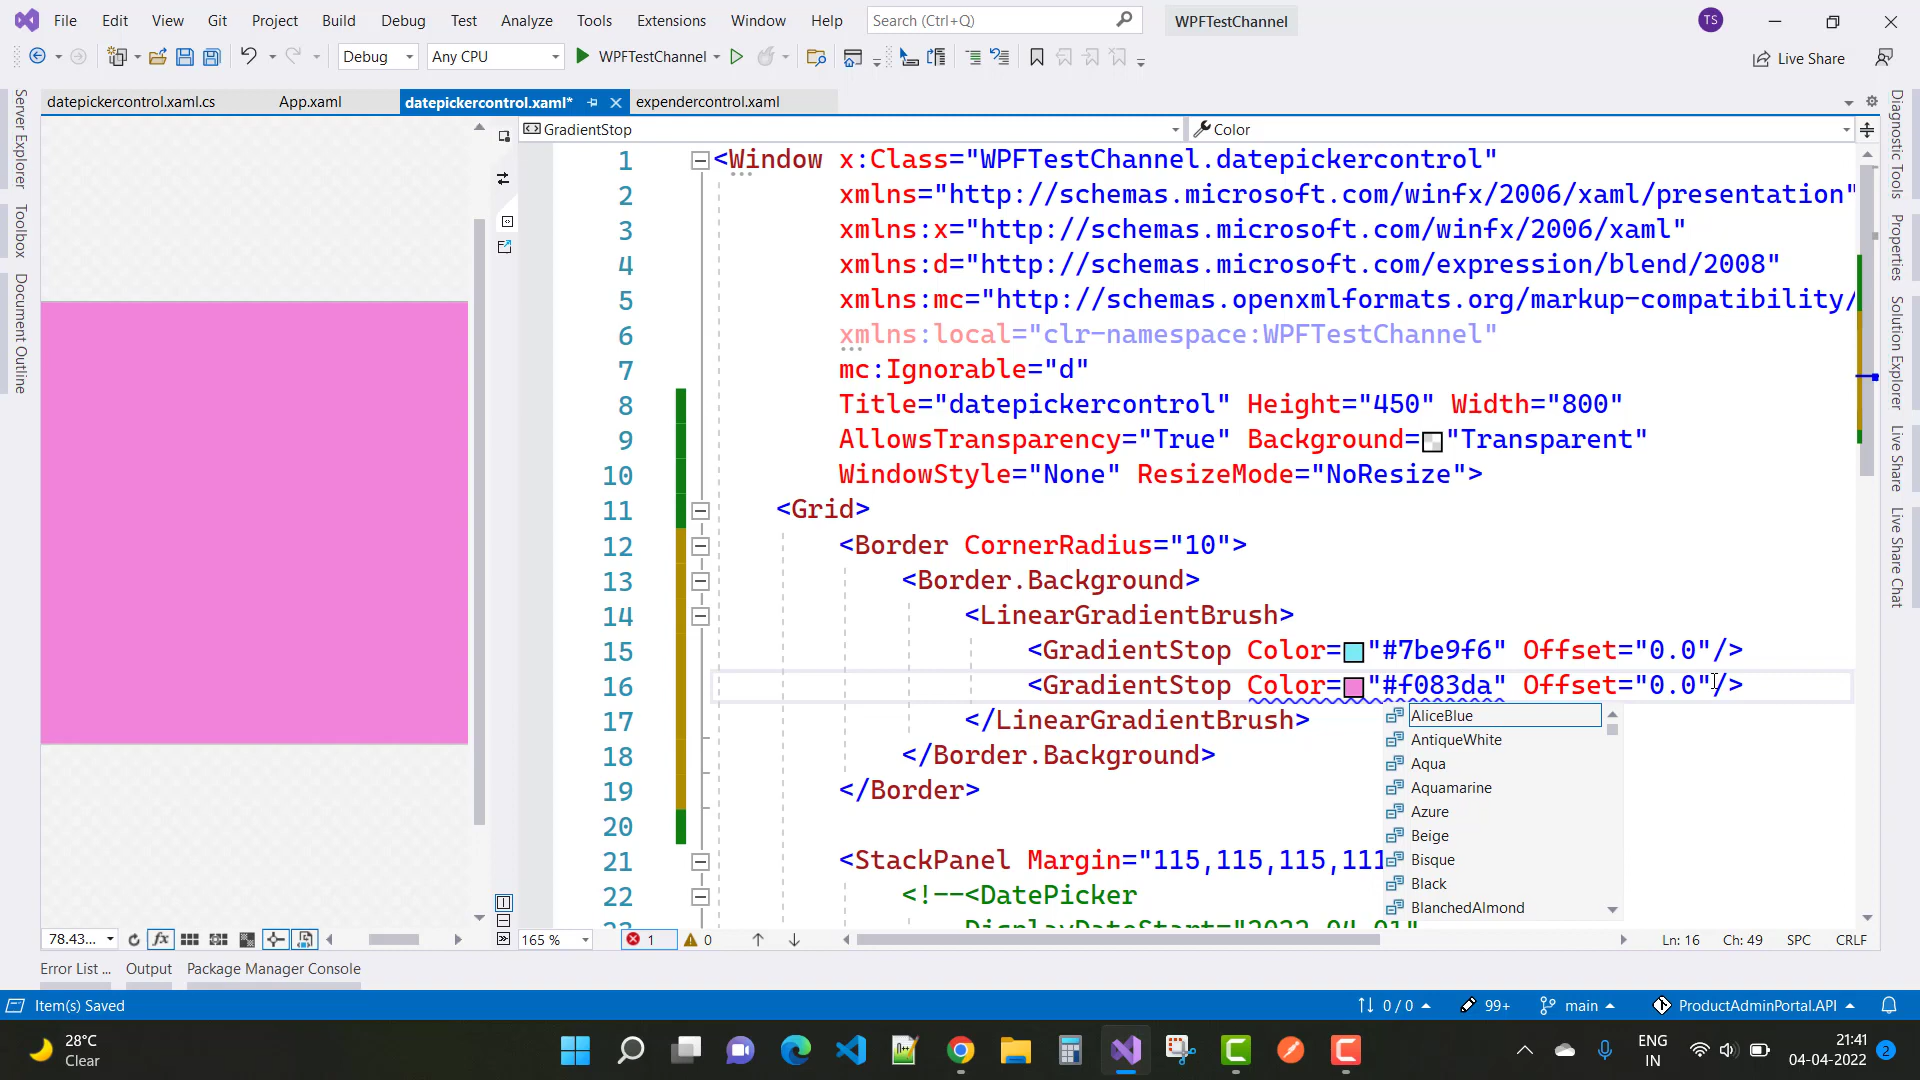 File Edit View Git Project Build Debug Test Analyze Tools Extensions Window Help Search (Ctrl+Q) WPFTestChannel TS
Debug Any CPU WPFTestChannel Live Share
datepickercontrol.xaml.cs App.xaml datepickercontrol.xaml* expendercontrol.xaml
GradientStop Color
Server Explorer
Toolbox
Document Outline
1 <Window x:Class="WPFTestChannel.datepickercontrol"
2 xmlns="http://schemas.microsoft.com/winfx/2006/xaml/presentation"
3 xmlns:x="http://schemas.microsoft.com/winfx/2006/xaml"
4 xmlns:d="http://schemas.microsoft.com/expression/blend/2008"
5 xmlns:mc="http://schemas.openxmlformats.org/markup-compatibility/
6 xmlns:local="clr-namespace:WPFTestChannel"
7 mc:Ignorable="d"
8 Title="datepickercontrol" Height="450" Width="800"
9 AllowsTransparency="True" Background="Transparent"
10 WindowStyle="None" ResizeMode="NoResize">
11 <Grid>
12 <Border CornerRadius="10">
13 <Border.Background>
14 <LinearGradientBrush>
15 <GradientStop Color="#7be9f6" Offset="0.0"/>
16 <GradientStop Color="#f083da" Offset="0.0"/>
17 </LinearGradientBrush>
18 </Border.Background>
19 </Border>
20
21 <StackPanel Margin="115,115,115,111
22 <!--<DatePicker
23 DisplayDateStart="2022-04-01"
AliceBlue
AntiqueWhite
Aqua
Aquamarine
Azure
Beige
Bisque
Black
BlanchedAlmond
Diagnostic Tools
Properties
Solution Explorer
Live Share
Live Share Chat
78.43... fx 165 % 1 0 Ln: 16 Ch: 49 SPC CRLF
Error List ... Output Package Manager Console
Item(s) Saved 0 / 0 99+ main ProductAdminPortal.API
28°C
Clear
ENG
IN
21:41
04-04-2022
2